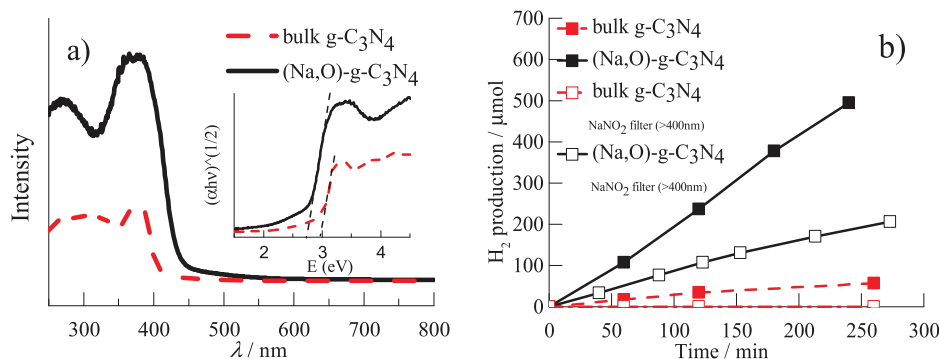 a)
bulk g-C3N4
(Na,O)-g-C3N4
Intensity
(αhν)^(1/2)
2 3 4
E (eV)
300 400 500 600 700 800
λ / nm
b)
bulk g-C3N4
(Na,O)-g-C3N4
bulk g-C3N4
NaNO2 filter (>400nm)
(Na,O)-g-C3N4
NaNO2 filter (>400nm)
H2 production / μmol
700
600
500
400
300
200
100
0
0 50 100 150 200 250 300
Time / min